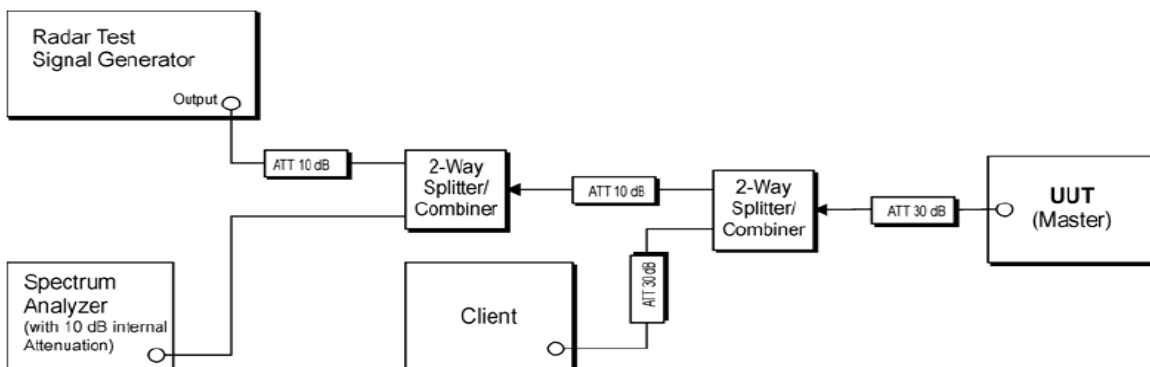 Radar Test
Signal Generator
Output
ATT 10 dB
2-Way
Splitter/
Combiner
ATT 10 dB
2-Way
Splitter/
Combiner
ATT 30 dB
UUT
(Master)
Spectrum
Analyzer
(with 10 dB internal
Attenuation)
Client
ATT 30 dB